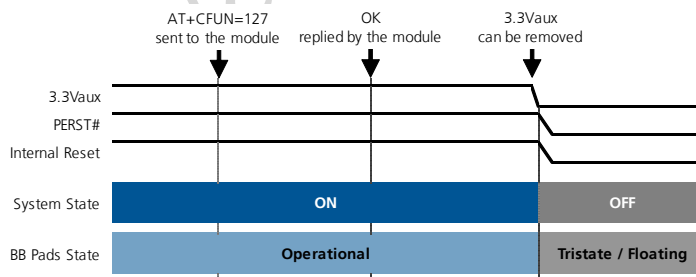 AT+CFUN=127
sent to the module
OK
replied by the module
3.3Vaux
can be removed
3.3Vaux
PERST#
Internal Reset
System State
ON
OFF
BB Pads State
Operational
Tristate / Floating